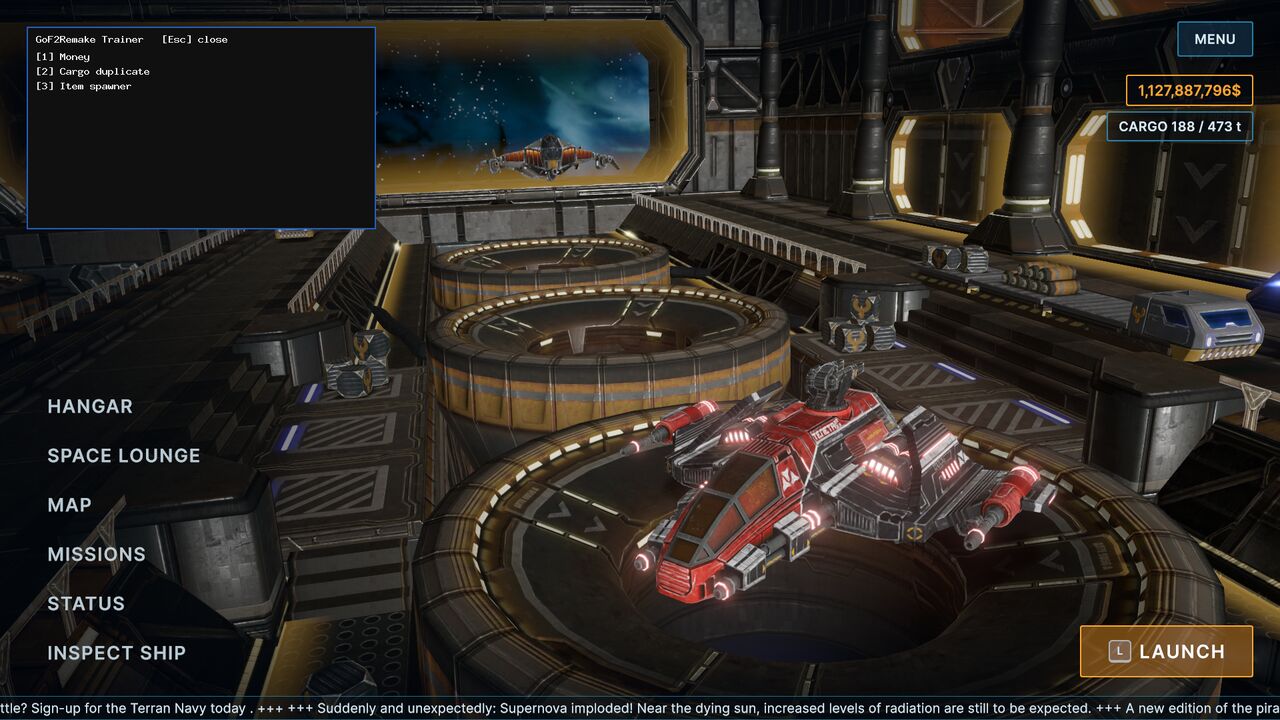 GoF2Remake Trainer [Esc] close
[1] Money
[2] Cargo duplicate
[3] Item spawner
MENU
1,127,887,796$
CARGO 188 / 473 t
HANGAR
SPACE LOUNGE
MAP
MISSIONS
STATUS
INSPECT SHIP
L LAUNCH
ttle? Sign-up for the Terran Navy today . +++ +++ Suddenly and unexpectedly: Supernova imploded! Near the dying sun, increased levels of radiation are still to be expected. +++ A new edition of the pira